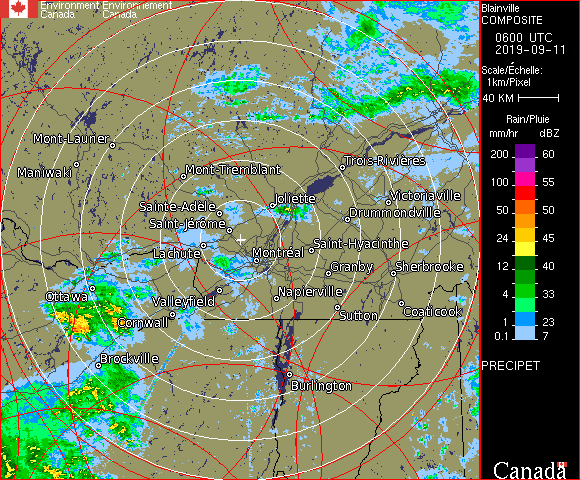 Environment Environnement
Canada Canada
Blainville
COMPOSITE
0600 UTC
2019-09-11
Scale/Échelle:
1km/Pixel
40 KM
Rain/Pluie
mm/hr dBZ
200 60
100 55
50 50
24 45
12 40
8 38
4 33
1 23
0.1 7
PRECIPET
Mont-Laurier
Maniwaki
Mont-Tremblant
Trois-Rivières
Joliette
Victoriaville
Sainte-Adele
Drummondville
Saint-Jérôme
Saint-Hyacinthe
Lachute
Montréal
Granby
Sherbrooke
Ottawa
Valleyfield
Napierville
Cornwall
Sutton
Coaticook
Brockville
Burlington
Canada